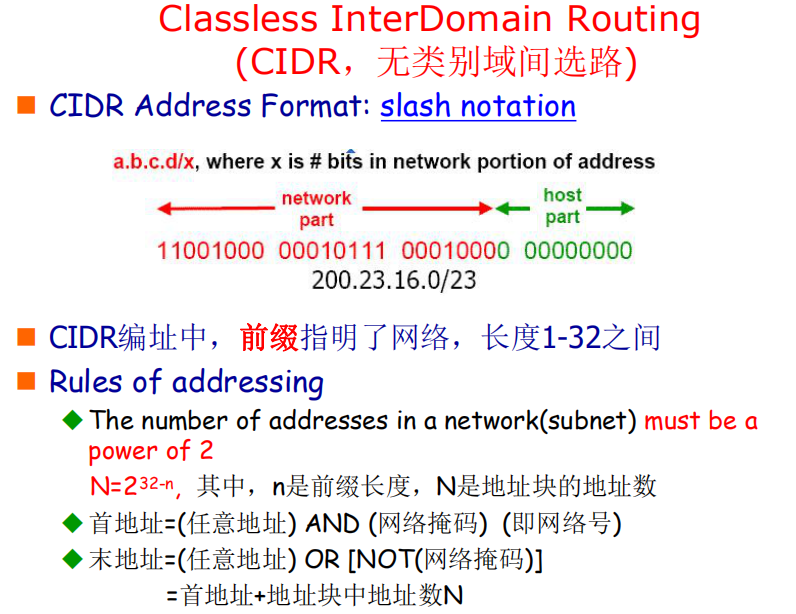 Classless InterDomain Routing
(CIDR，无类别域间选路)
CIDR Address Format: slash notation
a.b.c.d/x, where x is # bits in network portion of address
network part
host part
11001000 00010111 00010000 00000000
200.23.16.0/23
CIDR编址中，前缀指明了网络，长度1-32之间
Rules of addressing
The number of addresses in a network(subnet) must be a
power of 2
N=2³²⁻ⁿ, 其中，n是前缀长度，N是地址块的地址数
首地址=(任意地址) AND (网络掩码) (即网络号)
末地址=(任意地址) OR [NOT(网络掩码)]
=首地址+地址块中地址数N